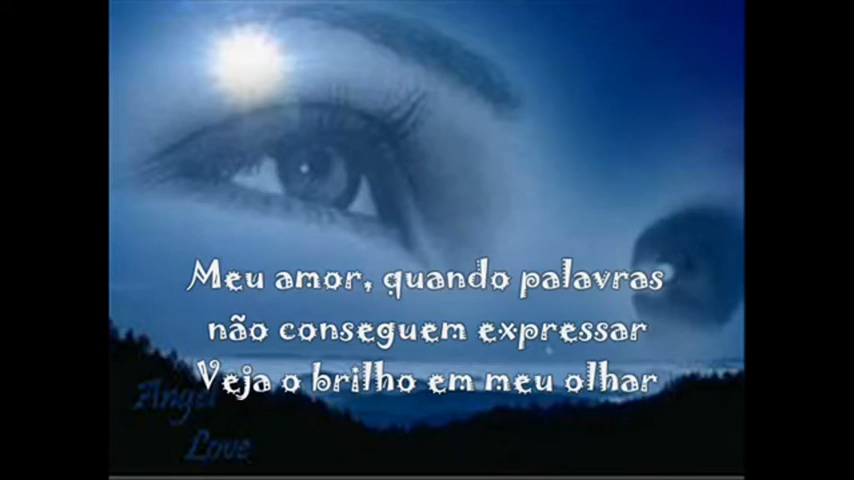 Meu amor, quando palavras
não conseguem expressar
Veja o brilho em meu olhar
Angel
Love